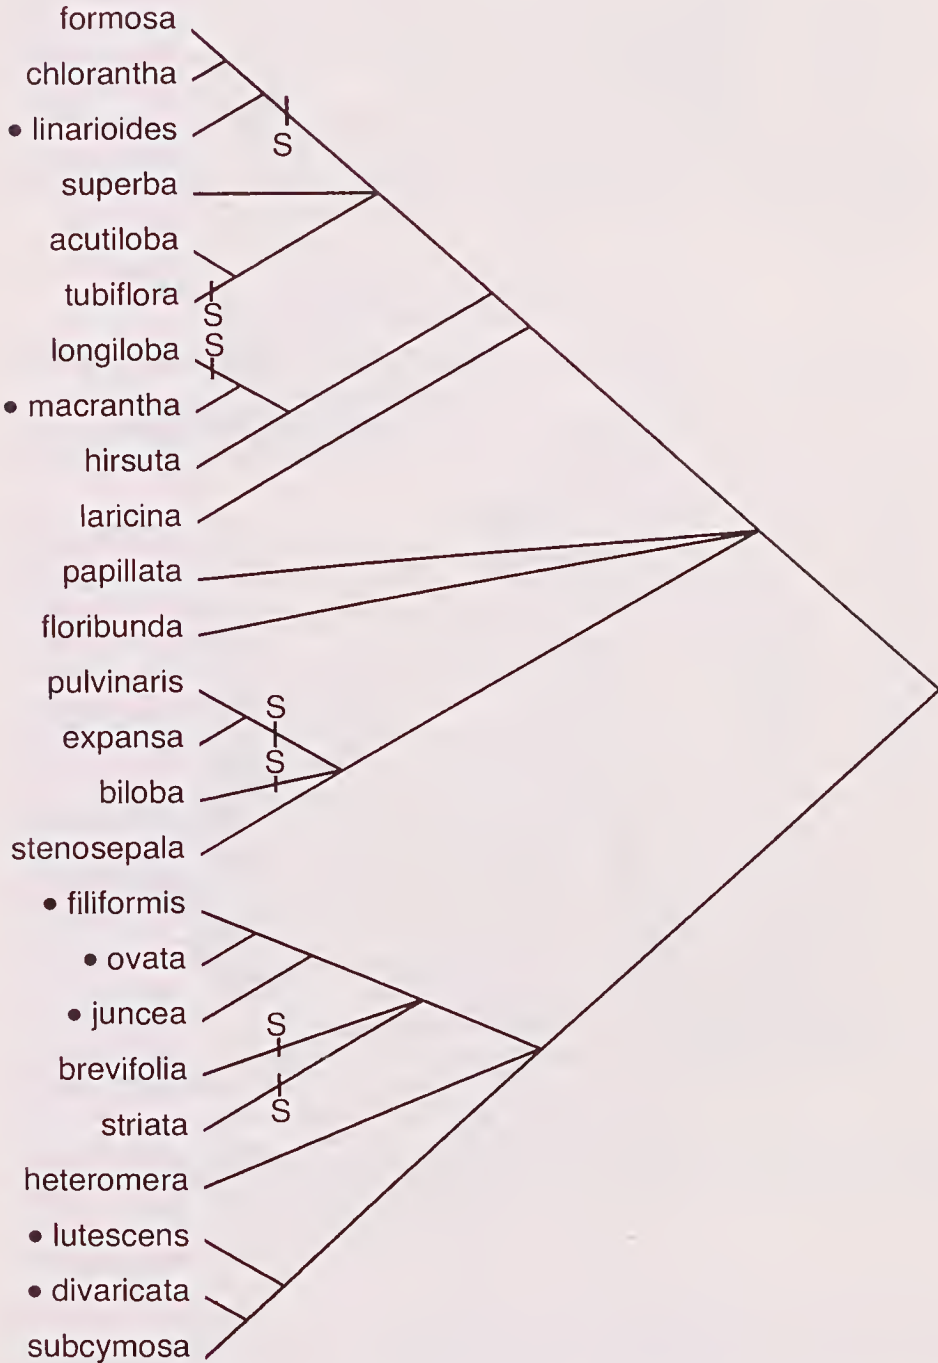 formosa
chlorantha
• linarioides
S
superba
acutiloba
tubiflora
S
S
longiloba
• macrantha
hirsuta
laricina
papillata
floribunda
pulvinaris
S
expansa
S
biloba
stenosepala
• filiformis
• ovata
• juncea
S
brevifolia
S
striata
heteromera
• lutescens
• divaricata
subcymosa